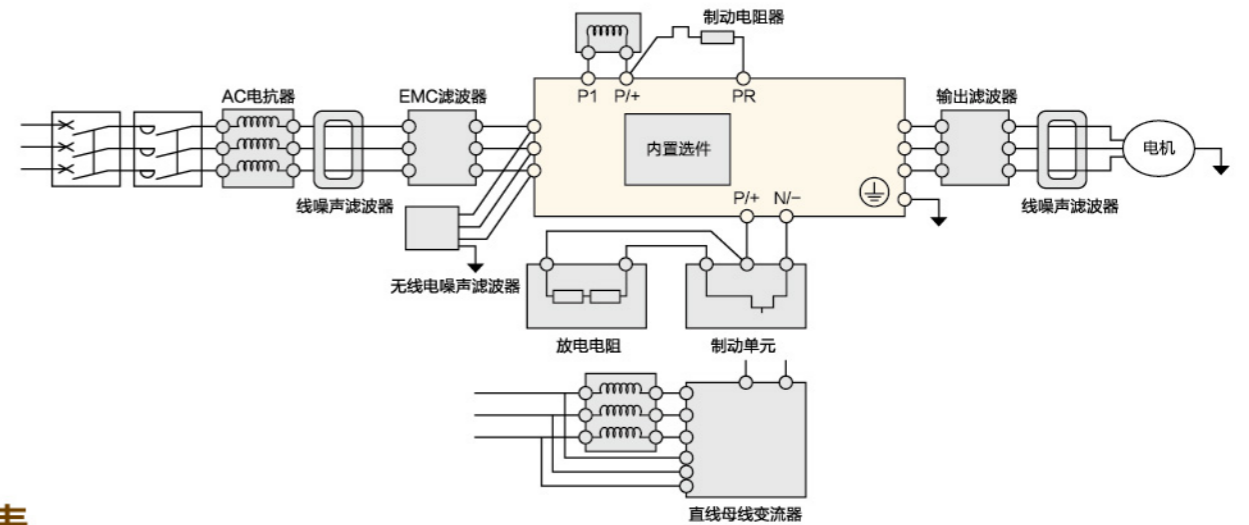 制动电阻器
P1 P/+ PR
AC电抗器
EMC滤波器
输出滤波器
内置选件
电机
线噪声滤波器
P/+ N/−
线噪声滤波器
无线电噪声滤波器
放电电阻
制动单元
直线母线变流器